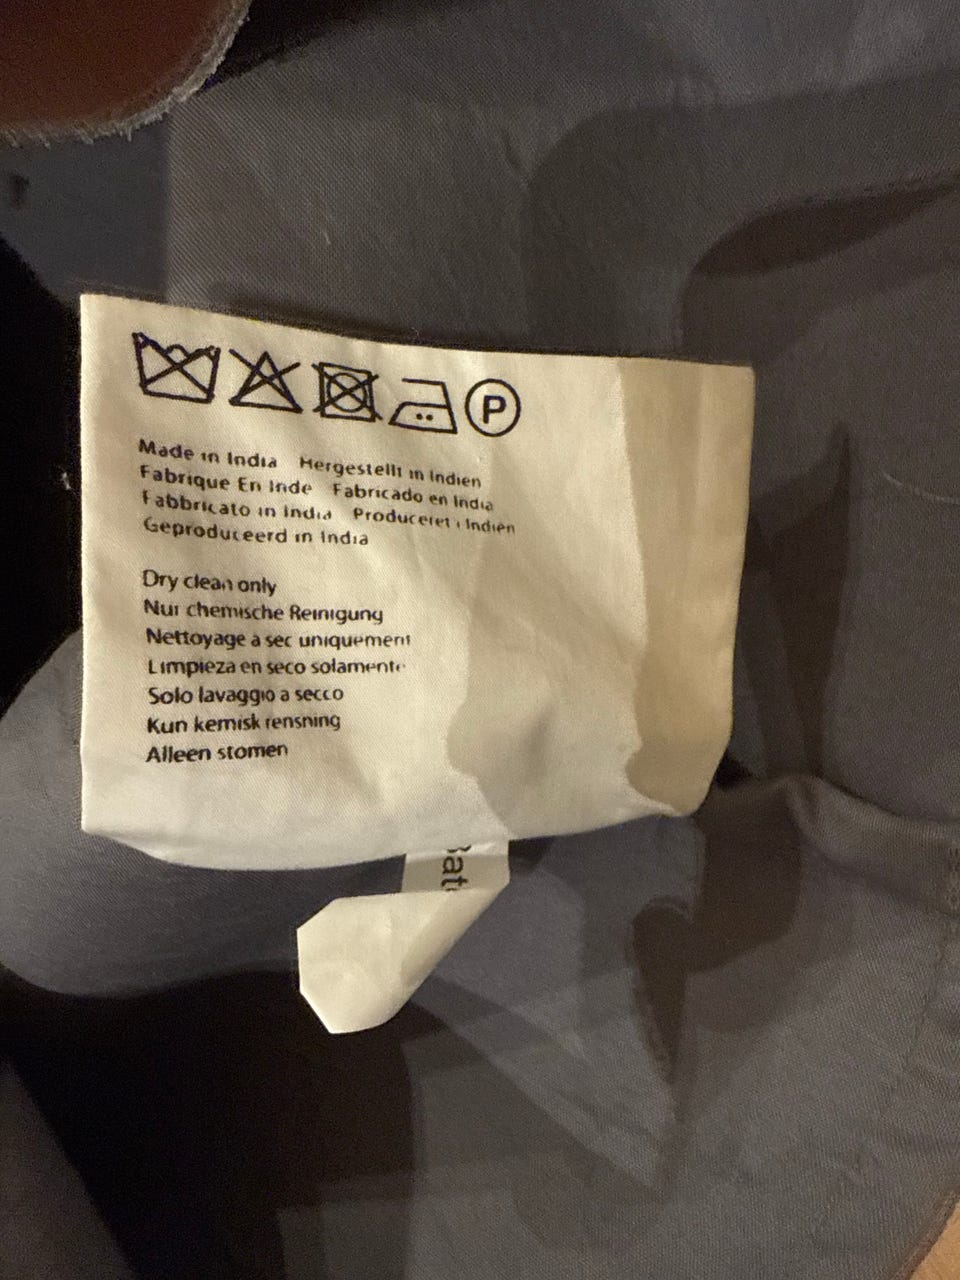 P
Made in India Hergestellt in Indien
Fabrique En Inde Fabricado en India
Fabbricato in India Produceret i Indien
Geproduceerd in India
Dry clean only
Nur chemische Reinigung
Nettoyage a sec uniquement
Limpieza en seco solamente
Solo lavaggio a secco
Kun kemisk rensning
Alleen stomen